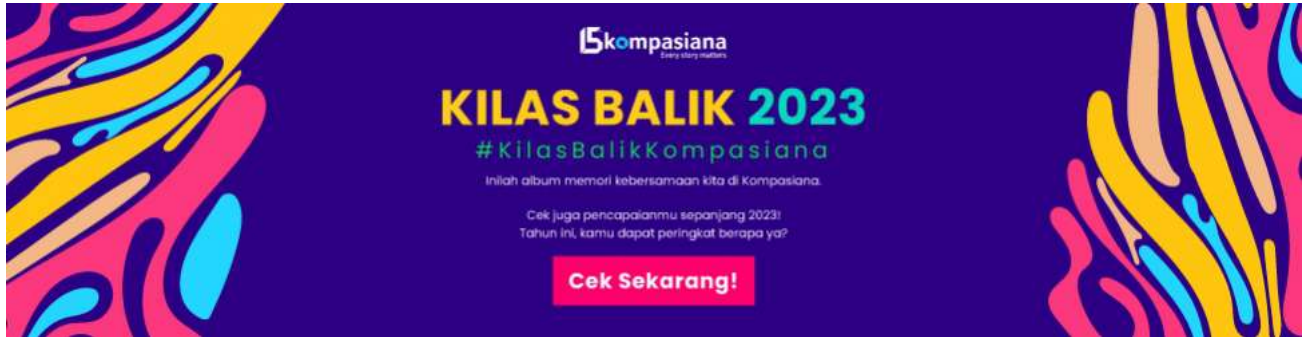 15 kompasiana
Every story matters
KILAS BALIK 2023
#KilasBalikKompasiana
Inilah album memori kebersamaan kita di Kompasiana.
Cek juga pencapaianmu sepanjang 2023!
Tahun ini, kamu dapat peringkat berapa ya?
Cek Sekarang!